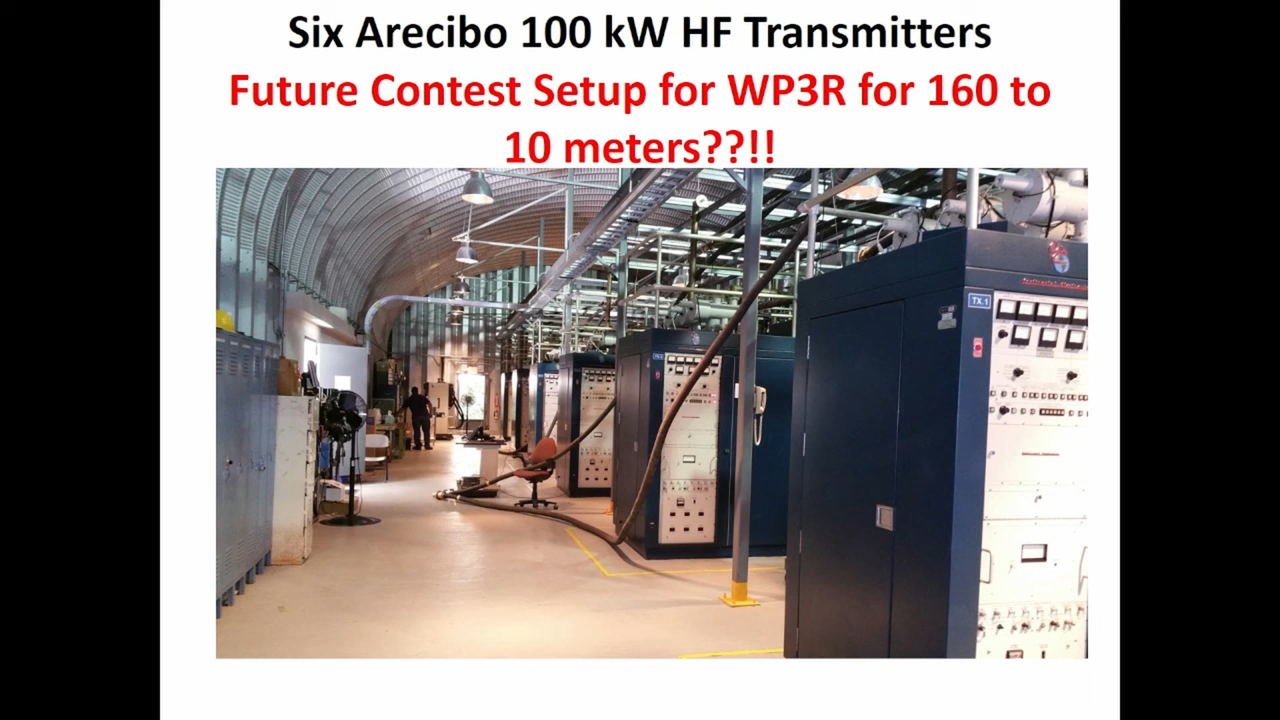 Six Arecibo 100 kW HF Transmitters
Future Contest Setup for WP3R for 160 to
10 meters??!!
TX.1